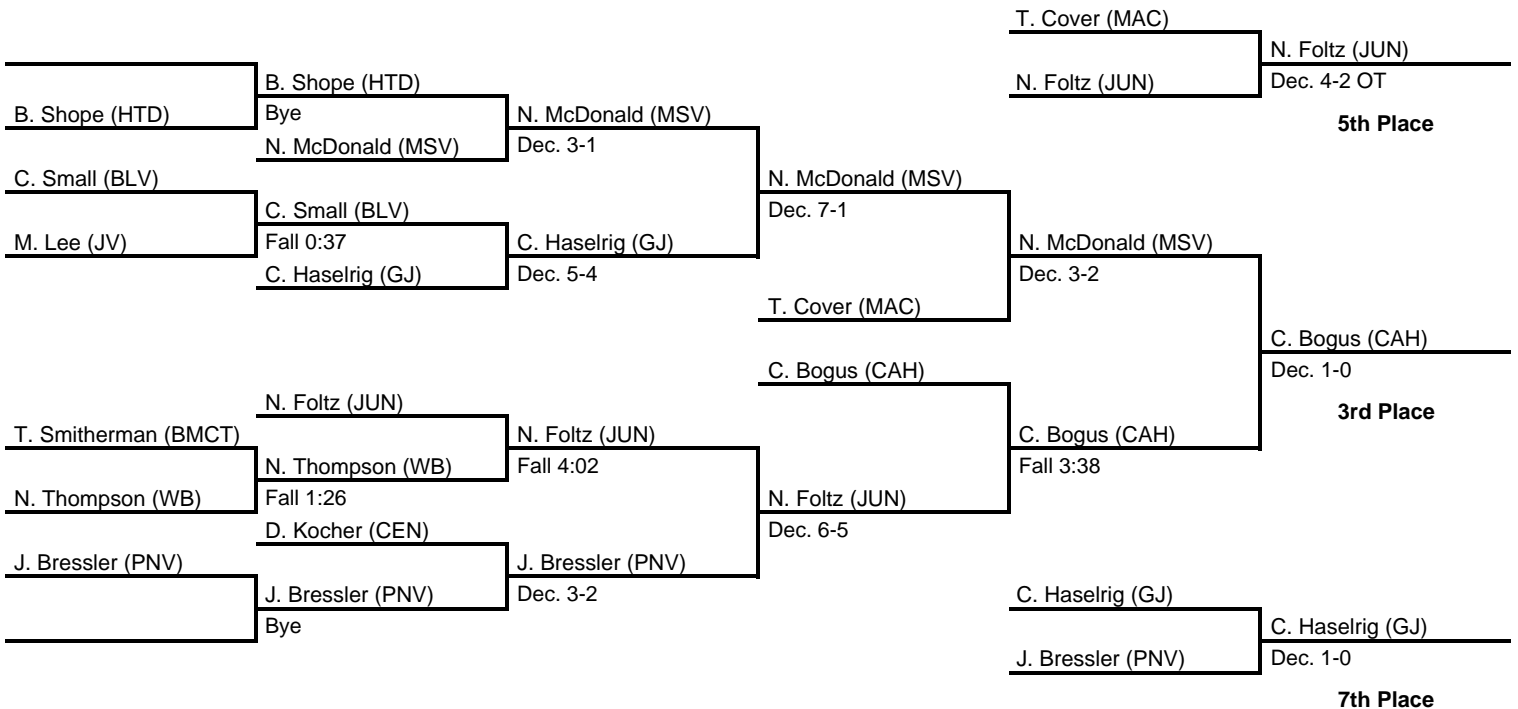 T. Cover (MAC)
N. Foltz (JUN)
B. Shope (HTD)
N. Foltz (JUN)
Dec. 4-2 OT
B. Shope (HTD)
Bye
N. McDonald (MSV)
5th Place
N. McDonald (MSV)
Dec. 3-1
C. Small (BLV)
N. McDonald (MSV)
C. Small (BLV)
Dec. 7-1
M. Lee (JV)
Fall 0:37
C. Haselrig (GJ)
N. McDonald (MSV)
C. Haselrig (GJ)
Dec. 5-4
Dec. 3-2
T. Cover (MAC)
C. Bogus (CAH)
C. Bogus (CAH)
Dec. 1-0
N. Foltz (JUN)
3rd Place
T. Smitherman (BMCT)
N. Foltz (JUN)
C. Bogus (CAH)
N. Thompson (WB)
Fall 4:02
Fall 3:38
N. Thompson (WB)
Fall 1:26
N. Foltz (JUN)
D. Kocher (CEN)
Dec. 6-5
J. Bressler (PNV)
J. Bressler (PNV)
J. Bressler (PNV)
Dec. 3-2
C. Haselrig (GJ)
Bye
C. Haselrig (GJ)
J. Bressler (PNV)
Dec. 1-0
7th Place